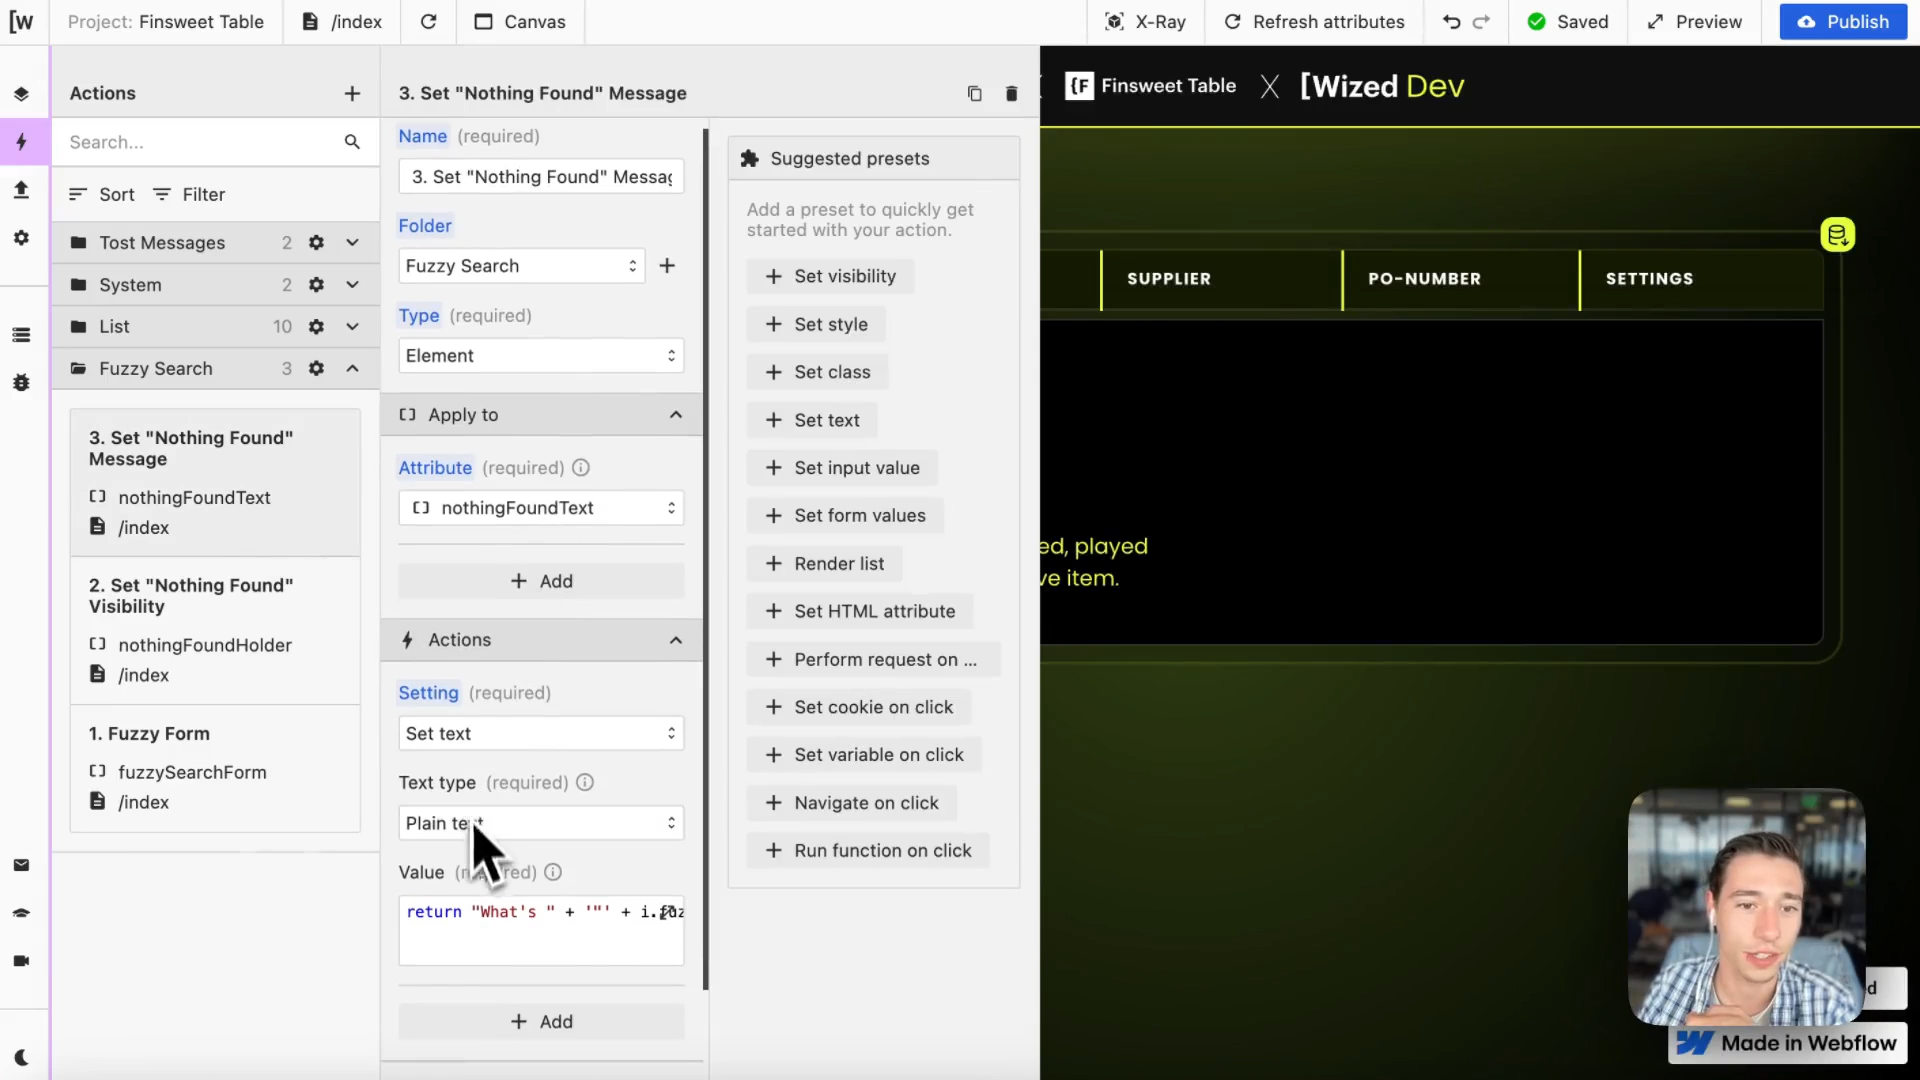 [W
Project: Finsweet Table
/index
Canvas
X-Ray
Refresh attributes
Saved
Preview
Publish
Actions
Search...
Sort
Filter
Tost Messages 2
System 2
List 10
Fuzzy Search 3
3. Set "Nothing Found"
Message
nothingFoundText
/index
2. Set "Nothing Found"
Visibility
nothingFoundHolder
/index
1. Fuzzy Form
fuzzySearchForm
/index
3. Set "Nothing Found" Message
Name (required)
3. Set "Nothing Found" Messag
Folder
Fuzzy Search
Type (required)
Element
Apply to
Attribute (required)
nothingFoundText
Add
Actions
Setting (required)
Set text
Text type (required)
Plain text
Value
return "What's " + '"' + i.fuz
Add
Suggested presets
Add a preset to quickly get
started with your action.
Set visibility
Set style
Set class
Set text
Set input value
Set form values
Render list
Set HTML attribute
Perform request on ...
Set cookie on click
Set variable on click
Navigate on click
Run function on click
{F Finsweet Table X [Wized Dev
SUPPLIER
PO-NUMBER
SETTINGS
ed, played
ve item.
d
Made in Webflow